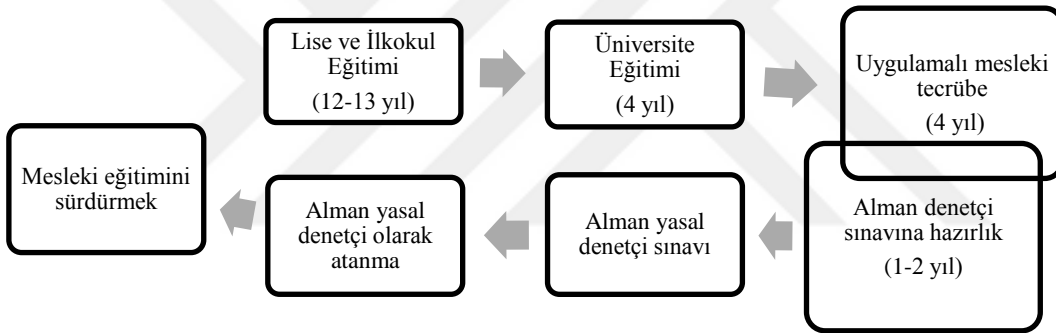 Lise ve İlkokul
Eğitimi
(12-13 yıl)
Üniversite
Eğitimi
(4 yıl)
Uygulamalı mesleki
tecrübe
(4 yıl)
Alman denetçi
sınavına hazırlık
(1-2 yıl)
Alman yasal
denetçi sınavı
Alman yasal
denetçi olarak
atanma
Mesleki eğitimini
sürdürmek